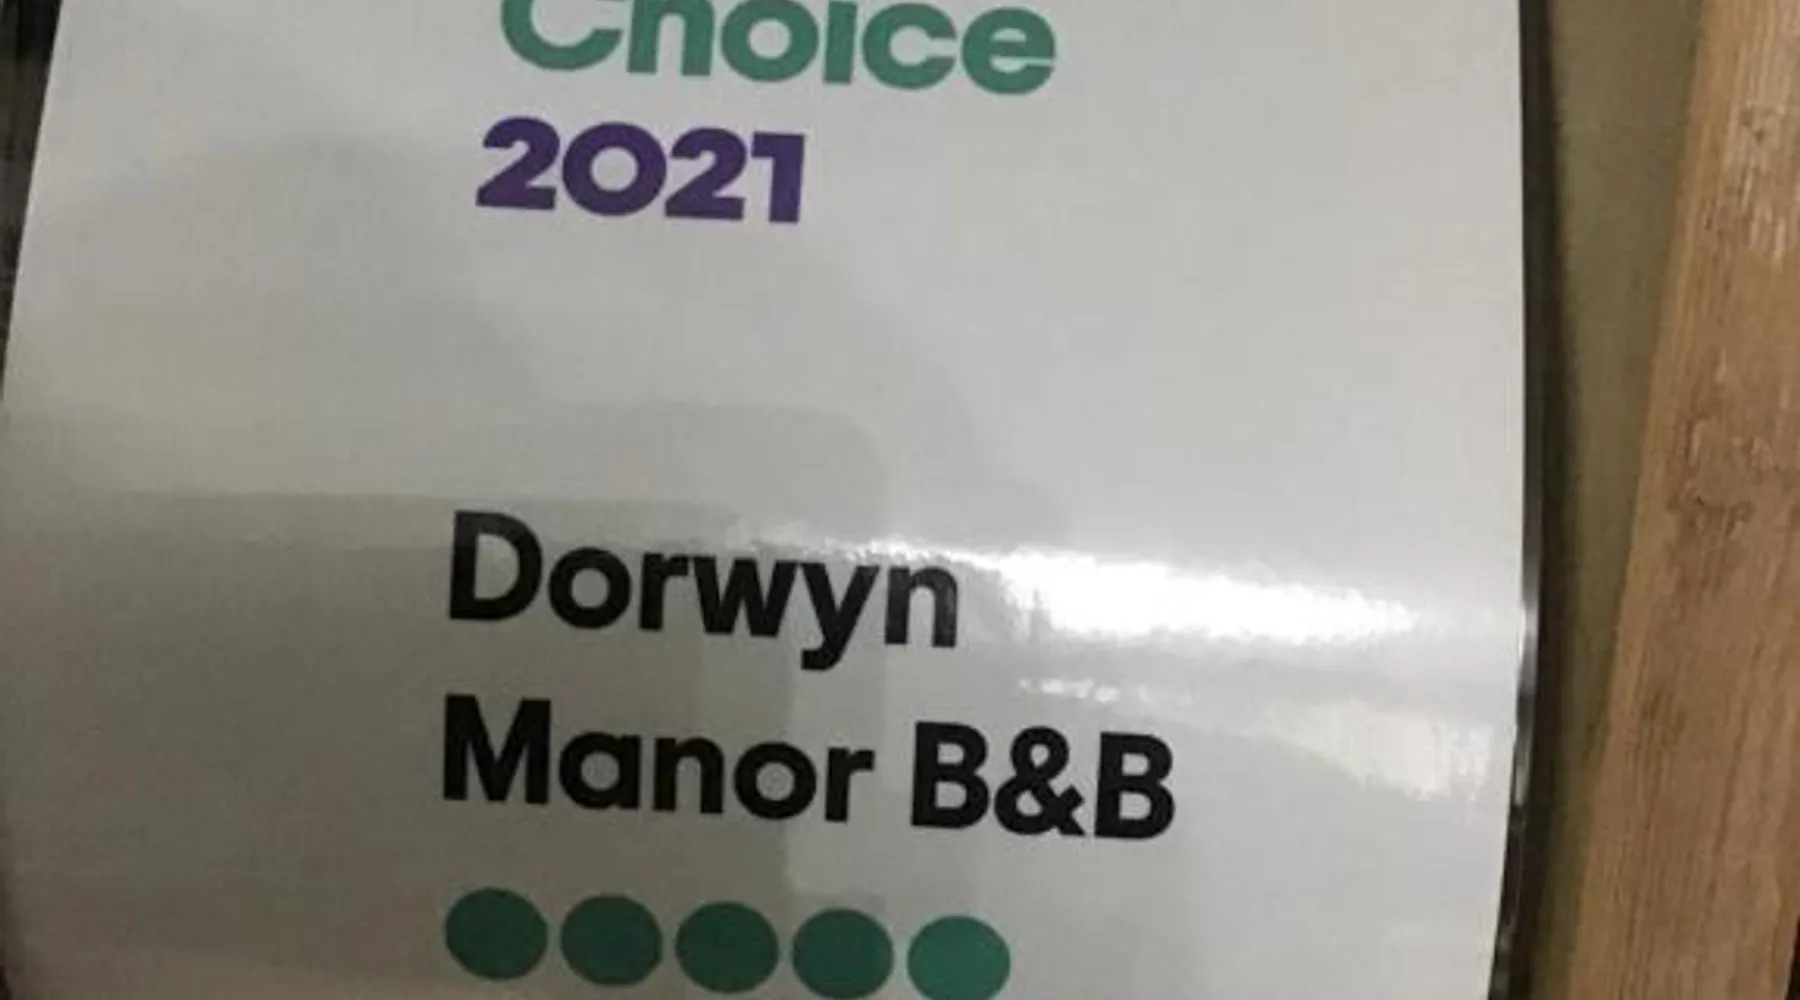 Choice
2021
Dorwyn
Manor B&B